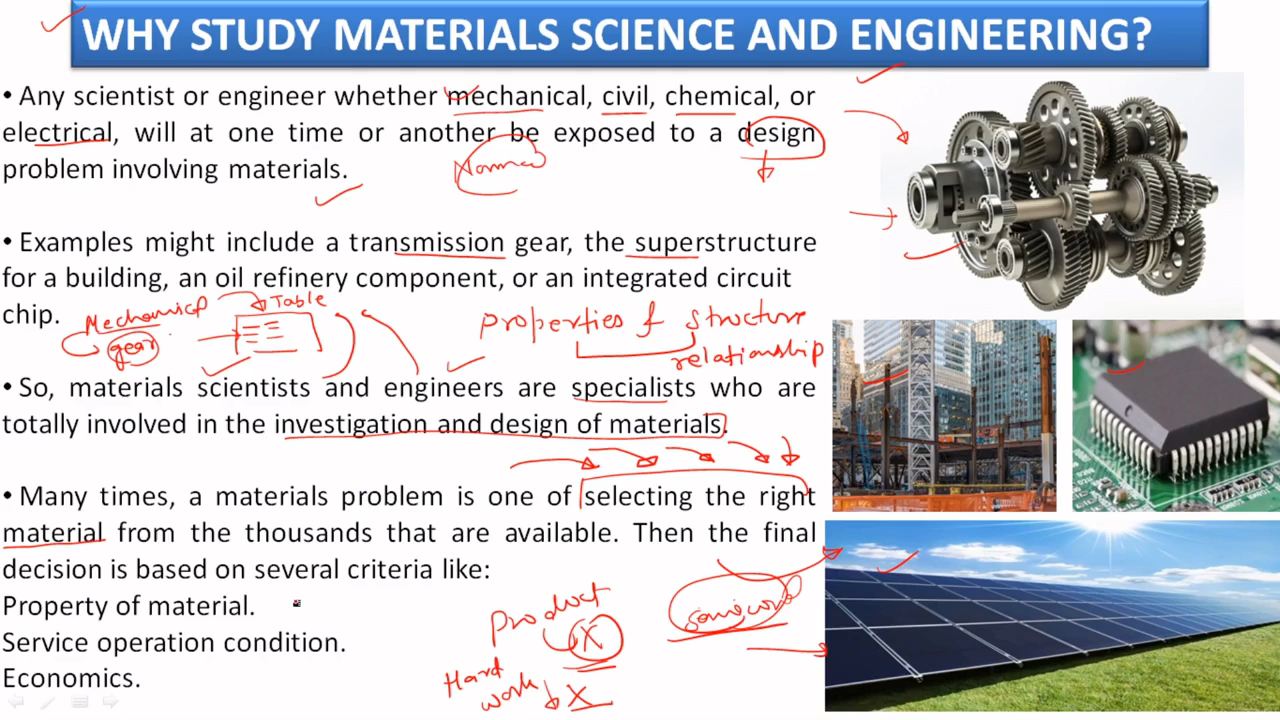 WHY STUDY MATERIALS SCIENCE AND ENGINEERING?
• Any scientist or engineer whether mechanical, civil, chemical, or
electrical, will at one time or another be exposed to a design
problem involving materials.
• Examples might include a transmission gear, the superstructure
for a building, an oil refinery component, or an integrated circuit
chip.
Mechanical
gear
Table
properties & structure
relationship
• So, materials scientists and engineers are specialists who are
totally involved in the investigation and design of materials.
• Many times, a materials problem is one of selecting the right
material from the thousands that are available. Then the final
decision is based on several criteria like:
Property of material.
Service operation condition.
Economics.
Product
X
Hard
work
X